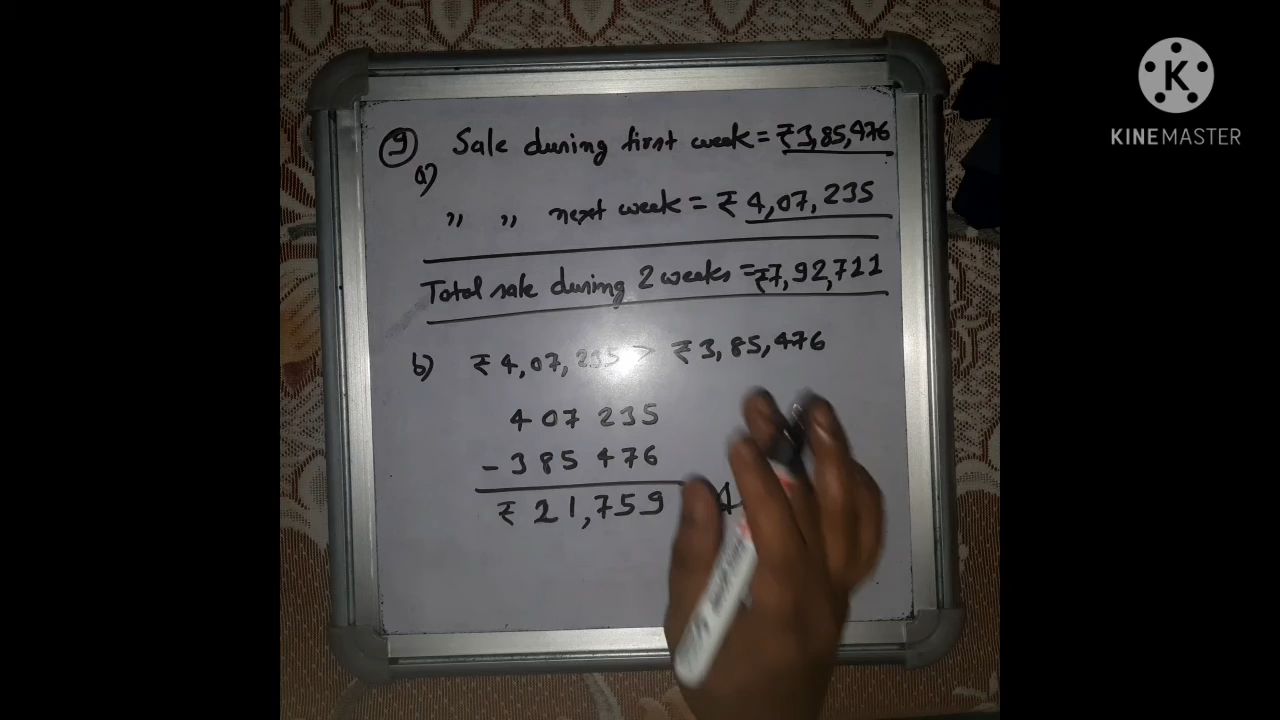 9 Sale during first week = ₹3,85,476
a)
,, ,, next week = ₹ 4,07,235
Total sale during 2 weeks = ₹7,92,711
b) ₹ 4,07,235 > ₹ 3,85,476
407 235
- 385 476
₹ 21,759 4
K
KINEMASTER